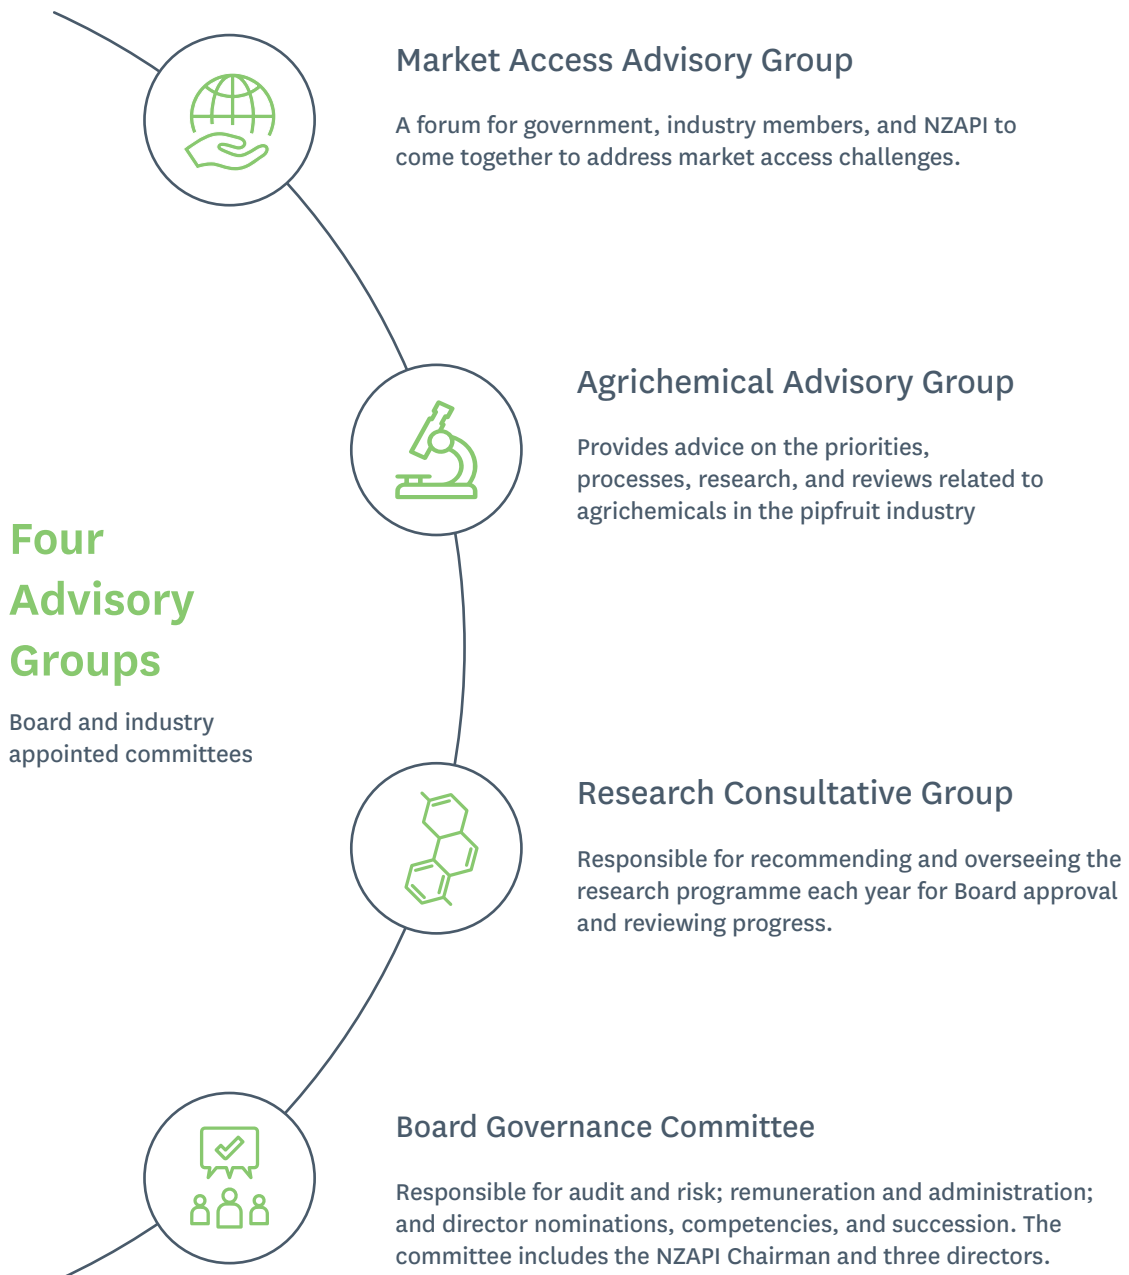 Market Access Advisory Group
A forum for government, industry members, and NZAPI to
come together to address market access challenges.
Agrichemical Advisory Group
Provides advice on the priorities,
processes, research, and reviews related to
agrichemicals in the pipfruit industry
Four
Advisory
Groups
Board and industry
appointed committees
Research Consultative Group
Responsible for recommending and overseeing the
research programme each year for Board approval
and reviewing progress.
Board Governance Committee
Responsible for audit and risk; remuneration and administration;
and director nominations, competencies, and succession. The
committee includes the NZAPI Chairman and three directors.